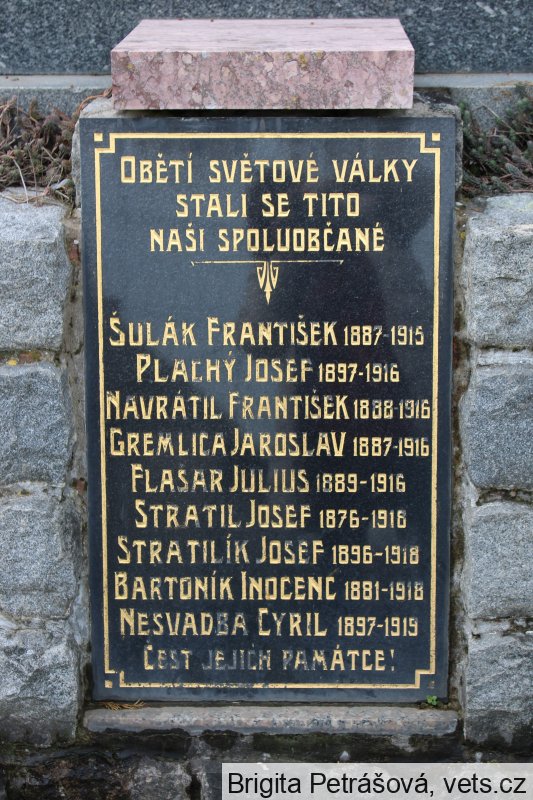 Obětí světové války
stali se tito
naši spoluobčané
Šulák František 1887-1915
Plachý Josef 1897-1916
Navrátil František 1888-1916
Gremlica Jaroslav 1887-1916
Flašar Julius 1889-1916
Stratil Josef 1876-1918
Stratilík Josef 1896-1918
Bartoník Inocenc 1881-1918
Nesvadba Cyril 1897-1919
Čest jejich památce!
Brigita Petrášová, vets.cz